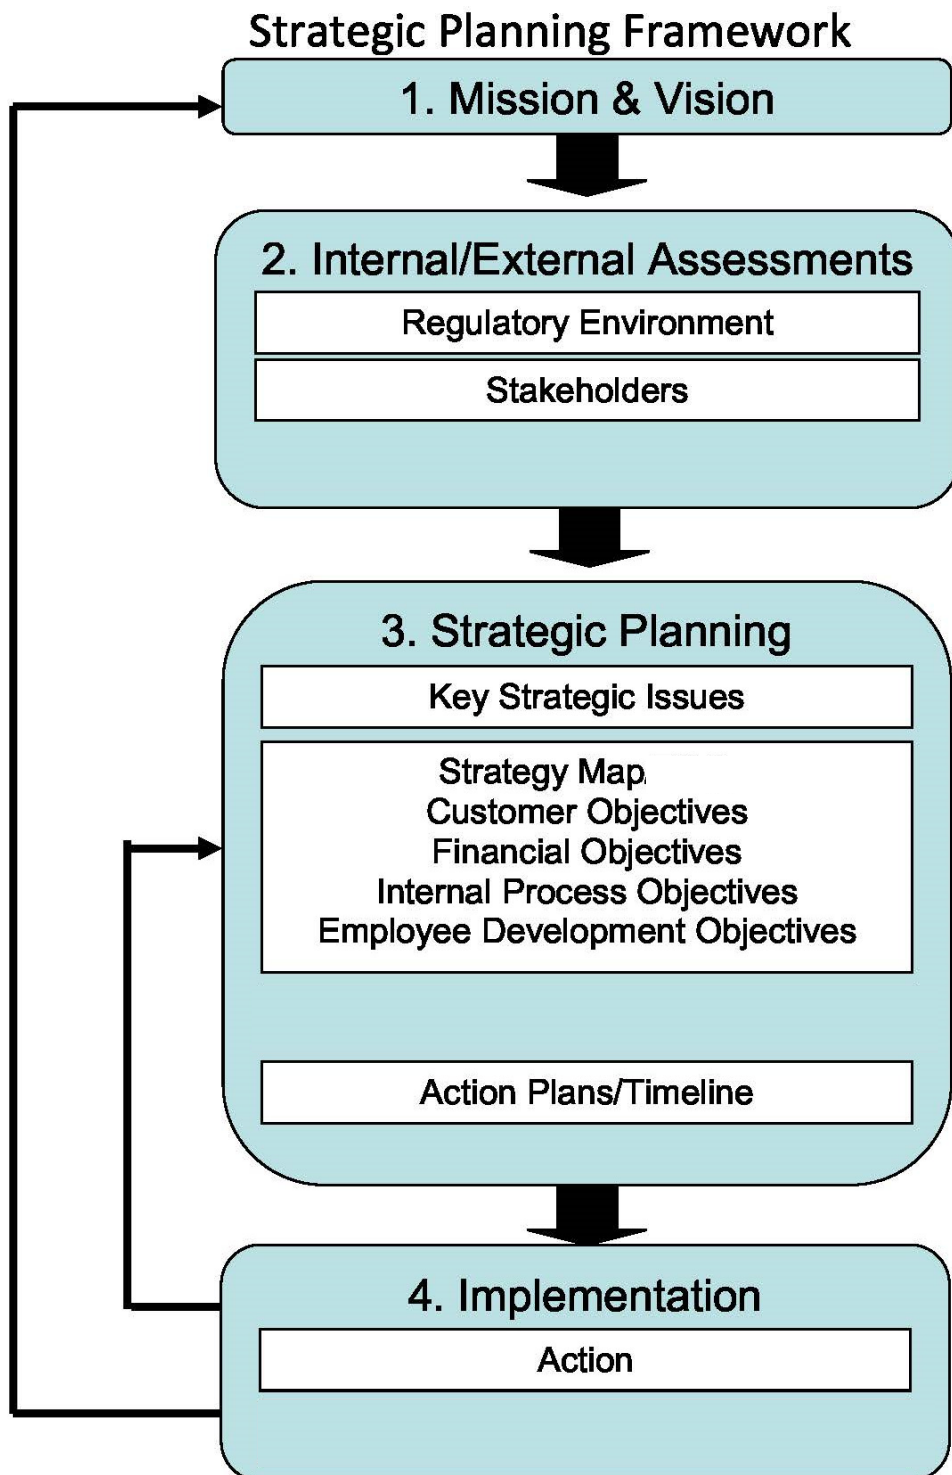 Strategic Planning Framework
1. Mission & Vision
2. Internal/External Assessments
Regulatory Environment
Stakeholders
3. Strategic Planning
Key Strategic Issues
Strategy Map/
Customer Objectives
Financial Objectives
Internal Process Objectives
Employee Development Objectives
Action Plans/Timeline
4. Implementation
Action